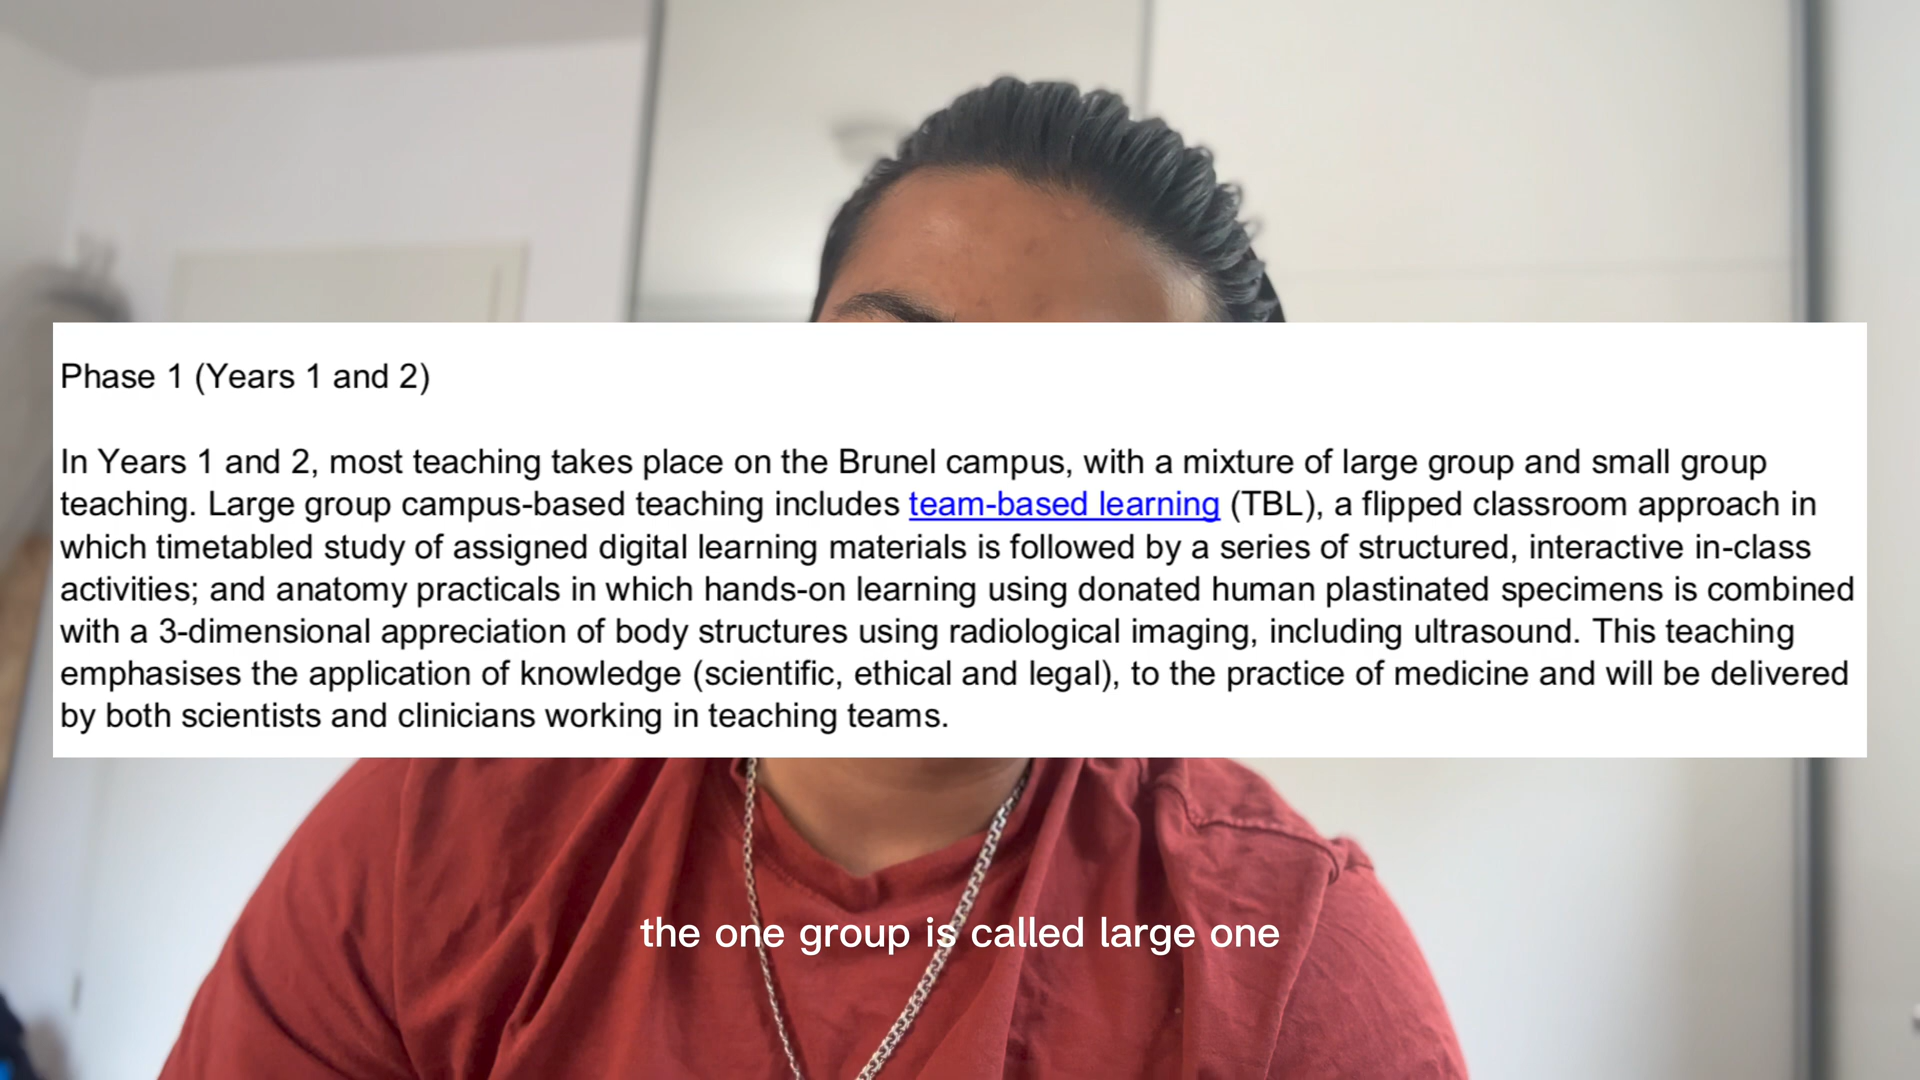 Phase 1 (Years 1 and 2)
In Years 1 and 2, most teaching takes place on the Brunel campus, with a mixture of large group and small group
teaching. Large group campus-based teaching includes team-based learning (TBL), a flipped classroom approach in
which timetabled study of assigned digital learning materials is followed by a series of structured, interactive in-class
activities; and anatomy practicals in which hands-on learning using donated human plastinated specimens is combined
with a 3-dimensional appreciation of body structures using radiological imaging, including ultrasound. This teaching
emphasises the application of knowledge (scientific, ethical and legal), to the practice of medicine and will be delivered
by both scientists and clinicians working in teaching teams.
the one group is called large one